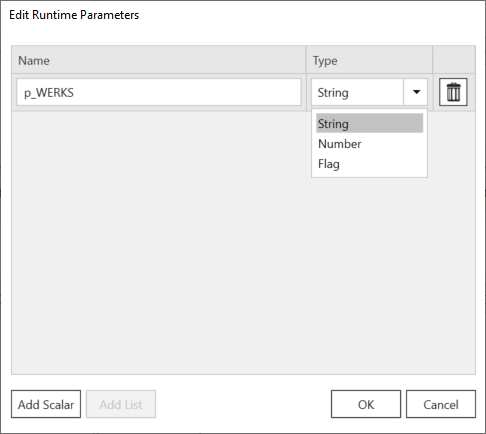 Edit Runtime Parameters
Name Type
p_WERKS String
String
Number
Flag
Add Scalar Add List OK Cancel